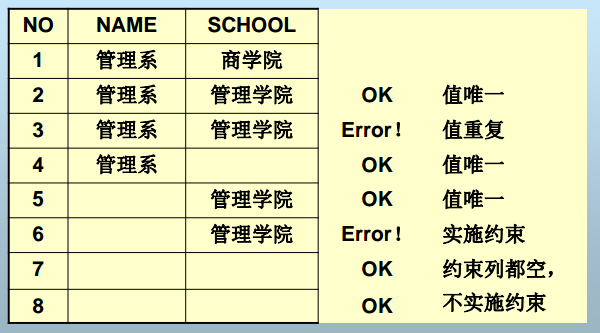 NO NAME SCHOOL
1 管理系 商学院
2 管理系 管理学院 OK 值唯一
3 管理系 管理学院 Error! 值重复
4 管理系 OK 值唯一
5 管理学院 OK 值唯一
6 管理学院 Error! 实施约束
7 OK 约束列都空,
8 OK 不实施约束